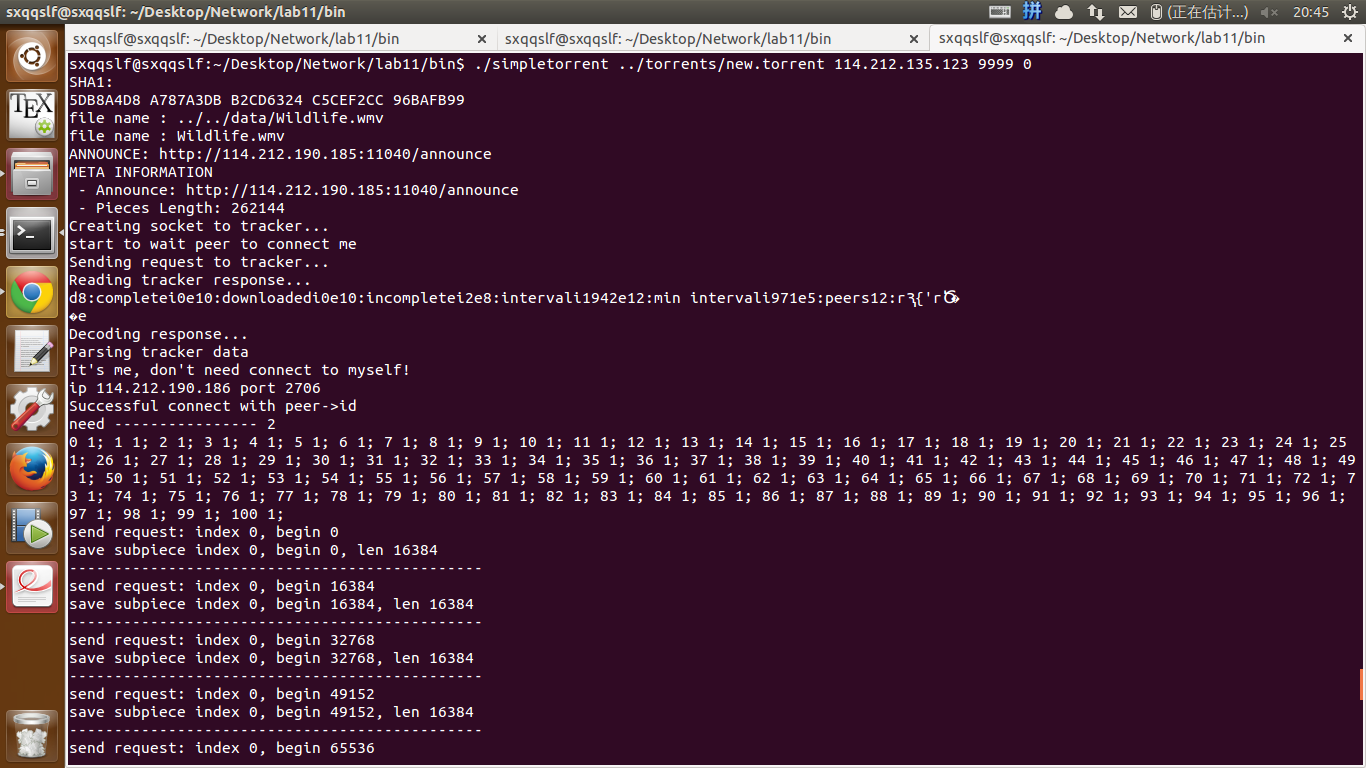 sxqqslf@sxqqslf: ~/Desktop/Network/lab11/bin
拼
(正在估计...)
20:45
sxqqslf@sxqqslf: ~/Desktop/Network/lab11/bin
sxqqslf@sxqqslf: ~/Desktop/Network/lab11/bin
sxqqslf@sxqqslf: ~/Desktop/Network/lab11/bin
TEX
sxqqslf@sxqqslf:~/Desktop/Network/lab11/bin$ ./simpletorrent ../torrents/new.torrent 114.212.135.123 9999 0
SHA1:
5DB8A4D8 A787A3DB B2CD6324 C5CEF2CC 96BAFB99
file name : ../../data/Wildlife.wmv
file name : Wildlife.wmv
ANNOUNCE: http://114.212.190.185:11040/announce
META INFORMATION
 - Announce: http://114.212.190.185:11040/announce
 - Pieces Length: 262144
Creating socket to tracker...
start to wait peer to connect me
Sending request to tracker...
Reading tracker response...
d8:completei0e10:downloadedi0e10:incompletei2e8:intervali1942e12:min intervali971e5:peers12:r
�e
Decoding response...
Parsing tracker data
It's me, don't need connect to myself!
ip 114.212.190.186 port 2706
Successful connect with peer->id
need ---------------- 2
0 1; 1 1; 2 1; 3 1; 4 1; 5 1; 6 1; 7 1; 8 1; 9 1; 10 1; 11 1; 12 1; 13 1; 14 1; 15 1; 16 1; 17 1; 18 1; 19 1; 20 1; 21 1; 22 1; 23 1; 24 1; 25
1; 26 1; 27 1; 28 1; 29 1; 30 1; 31 1; 32 1; 33 1; 34 1; 35 1; 36 1; 37 1; 38 1; 39 1; 40 1; 41 1; 42 1; 43 1; 44 1; 45 1; 46 1; 47 1; 48 1; 49
 1; 50 1; 51 1; 52 1; 53 1; 54 1; 55 1; 56 1; 57 1; 58 1; 59 1; 60 1; 61 1; 62 1; 63 1; 64 1; 65 1; 66 1; 67 1; 68 1; 69 1; 70 1; 71 1; 72 1; 7
3 1; 74 1; 75 1; 76 1; 77 1; 78 1; 79 1; 80 1; 81 1; 82 1; 83 1; 84 1; 85 1; 86 1; 87 1; 88 1; 89 1; 90 1; 91 1; 92 1; 93 1; 94 1; 95 1; 96 1;
97 1; 98 1; 99 1; 100 1;
send request: index 0, begin 0
save subpiece index 0, begin 0, len 16384
----------------------------------------------
send request: index 0, begin 16384
save subpiece index 0, begin 16384, len 16384
----------------------------------------------
send request: index 0, begin 32768
save subpiece index 0, begin 32768, len 16384
----------------------------------------------
send request: index 0, begin 49152
save subpiece index 0, begin 49152, len 16384
----------------------------------------------
send request: index 0, begin 65536